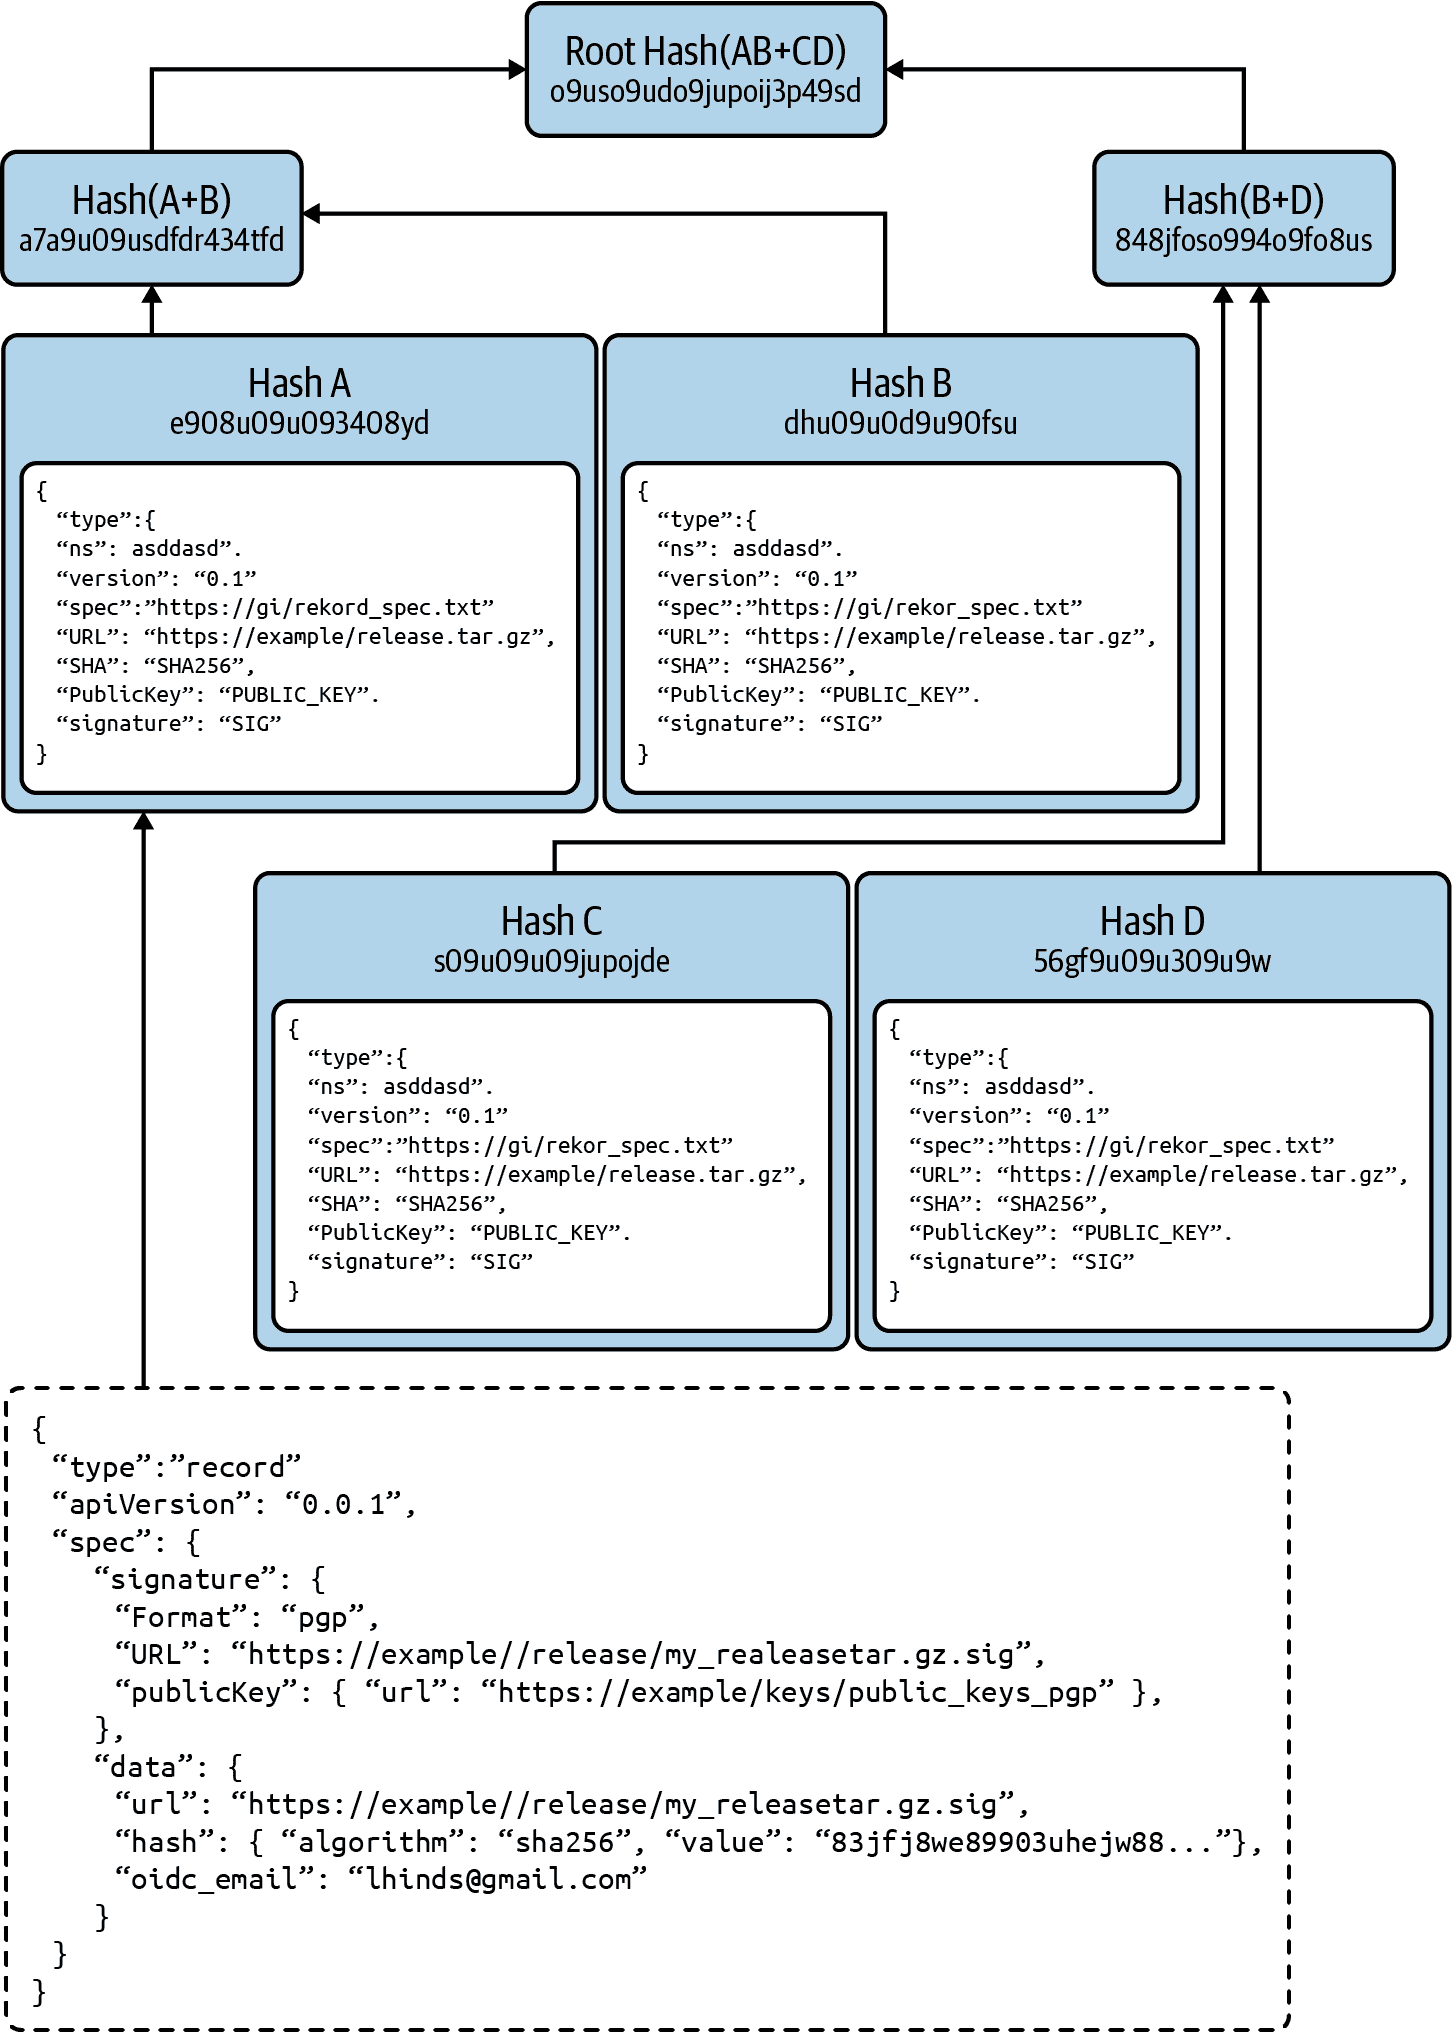 Root Hash(AB+CD)
o9uso9udo9jupoij3p49sd
Hash(A+B)
a7a9u09usdfdr434tfd
Hash(B+D)
848jfoso994o9fo8us
Hash A
e908u09u093408yd
{
“type”:{
“ns”: asddasd”.
“version”: “0.1”
“spec”:”https://gi/rekord_spec.txt”
“URL”: “https://example/release.tar.gz”,
“SHA”: “SHA256”,
“PublicKey”: “PUBLIC_KEY”.
“signature”: “SIG”
}
Hash B
dhu09u0d9u90fsu
{
“type”:{
“ns”: asddasd”.
“version”: “0.1”
“spec”:”https://gi/rekor_spec.txt”
“URL”: “https://example/release.tar.gz”,
“SHA”: “SHA256”,
“PublicKey”: “PUBLIC_KEY”.
“signature”: “SIG”
}
Hash C
s09u09u09jupojde
{
“type”:{
“ns”: asddasd”.
“version”: “0.1”
“spec”:”https://gi/rekor_spec.txt”
“URL”: “https://example/release.tar.gz”,
“SHA”: “SHA256”,
“PublicKey”: “PUBLIC_KEY”.
“signature”: “SIG”
}
Hash D
56gf9u09u309u9w
{
“type”:{
“ns”: asddasd”.
“version”: “0.1”
“spec”:”https://gi/rekor_spec.txt”
“URL”: “https://example/release.tar.gz”,
“SHA”: “SHA256”,
“PublicKey”: “PUBLIC_KEY”.
“signature”: “SIG”
}
{
“type”:”record”
“apiVersion”: “0.0.1”,
“spec”: {
“signature”: {
“Format”: “pgp”,
“URL”: “https://example//release/my_realeasetar.gz.sig”,
“publicKey”: { “url”: “https://example/keys/public_keys_pgp” },
},
“data”: {
“url”: “https://example//release/my_releasetar.gz.sig”,
“hash”: { “algorithm”: “sha256”, “value”: “83jfj8we89903uhejw88...”},
“oidc_email”: “lhinds@gmail.com”
}
}
}